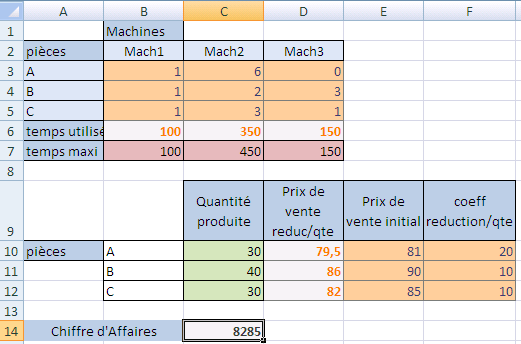 A B C D E F
1 Machines
2 pièces Mach1 Mach2 Mach3
3 A 1 6 0
4 B 1 2 3
5 C 1 3 1
6 temps utilisé 100 350 150
7 temps maxi 100 450 150
8
9 Quantité produite Prix de vente reduc/qte Prix de vente initial coeff reduction/qte
10 pièces A 30 79,5 81 20
11 B 40 86 90 10
12 C 30 82 85 10
13
14 Chiffre d'Affaires 8285